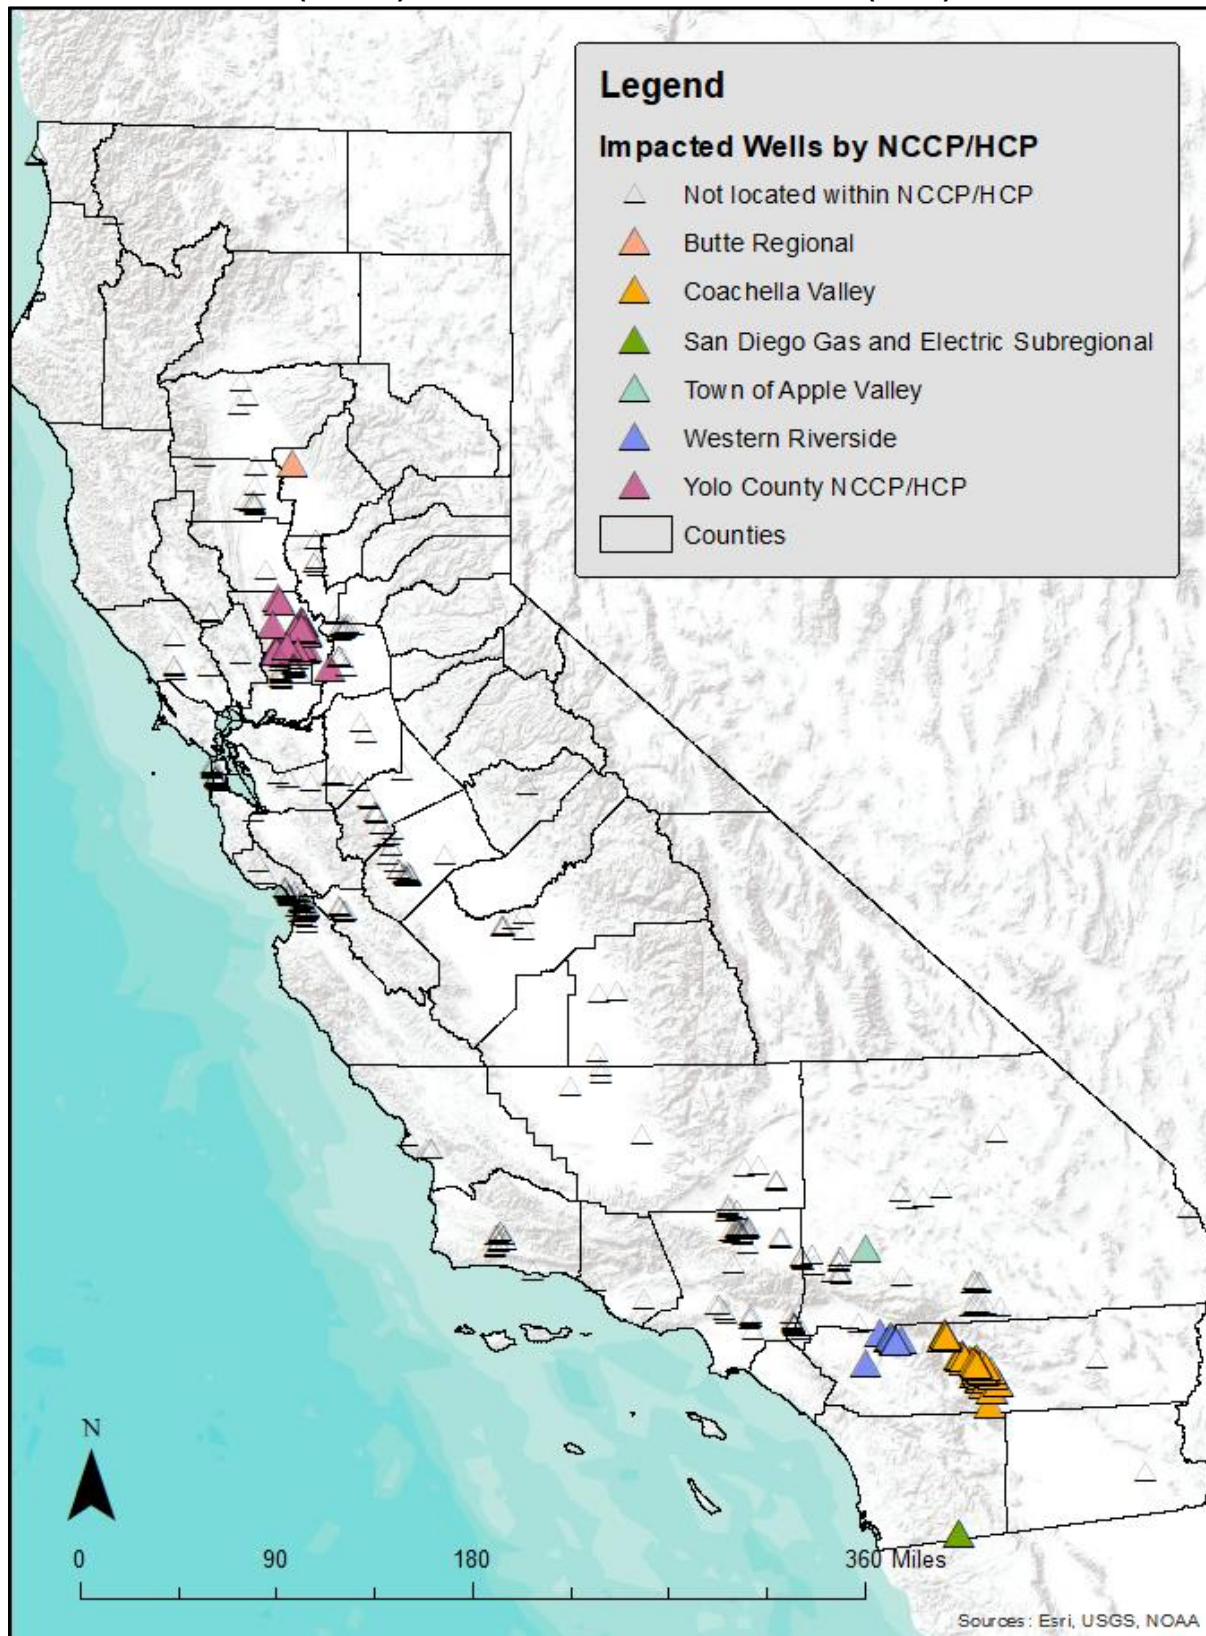 Legend
Impacted Wells by NCCP/HCP
Not located within NCCP/HCP
Butte Regional
Coachella Valley
San Diego Gas and Electric Subregional
Town of Apple Valley
Western Riverside
Yolo County NCCP/HCP
Counties
N
0 90 180 360 Miles
Sources: Esri, USGS, NOAA